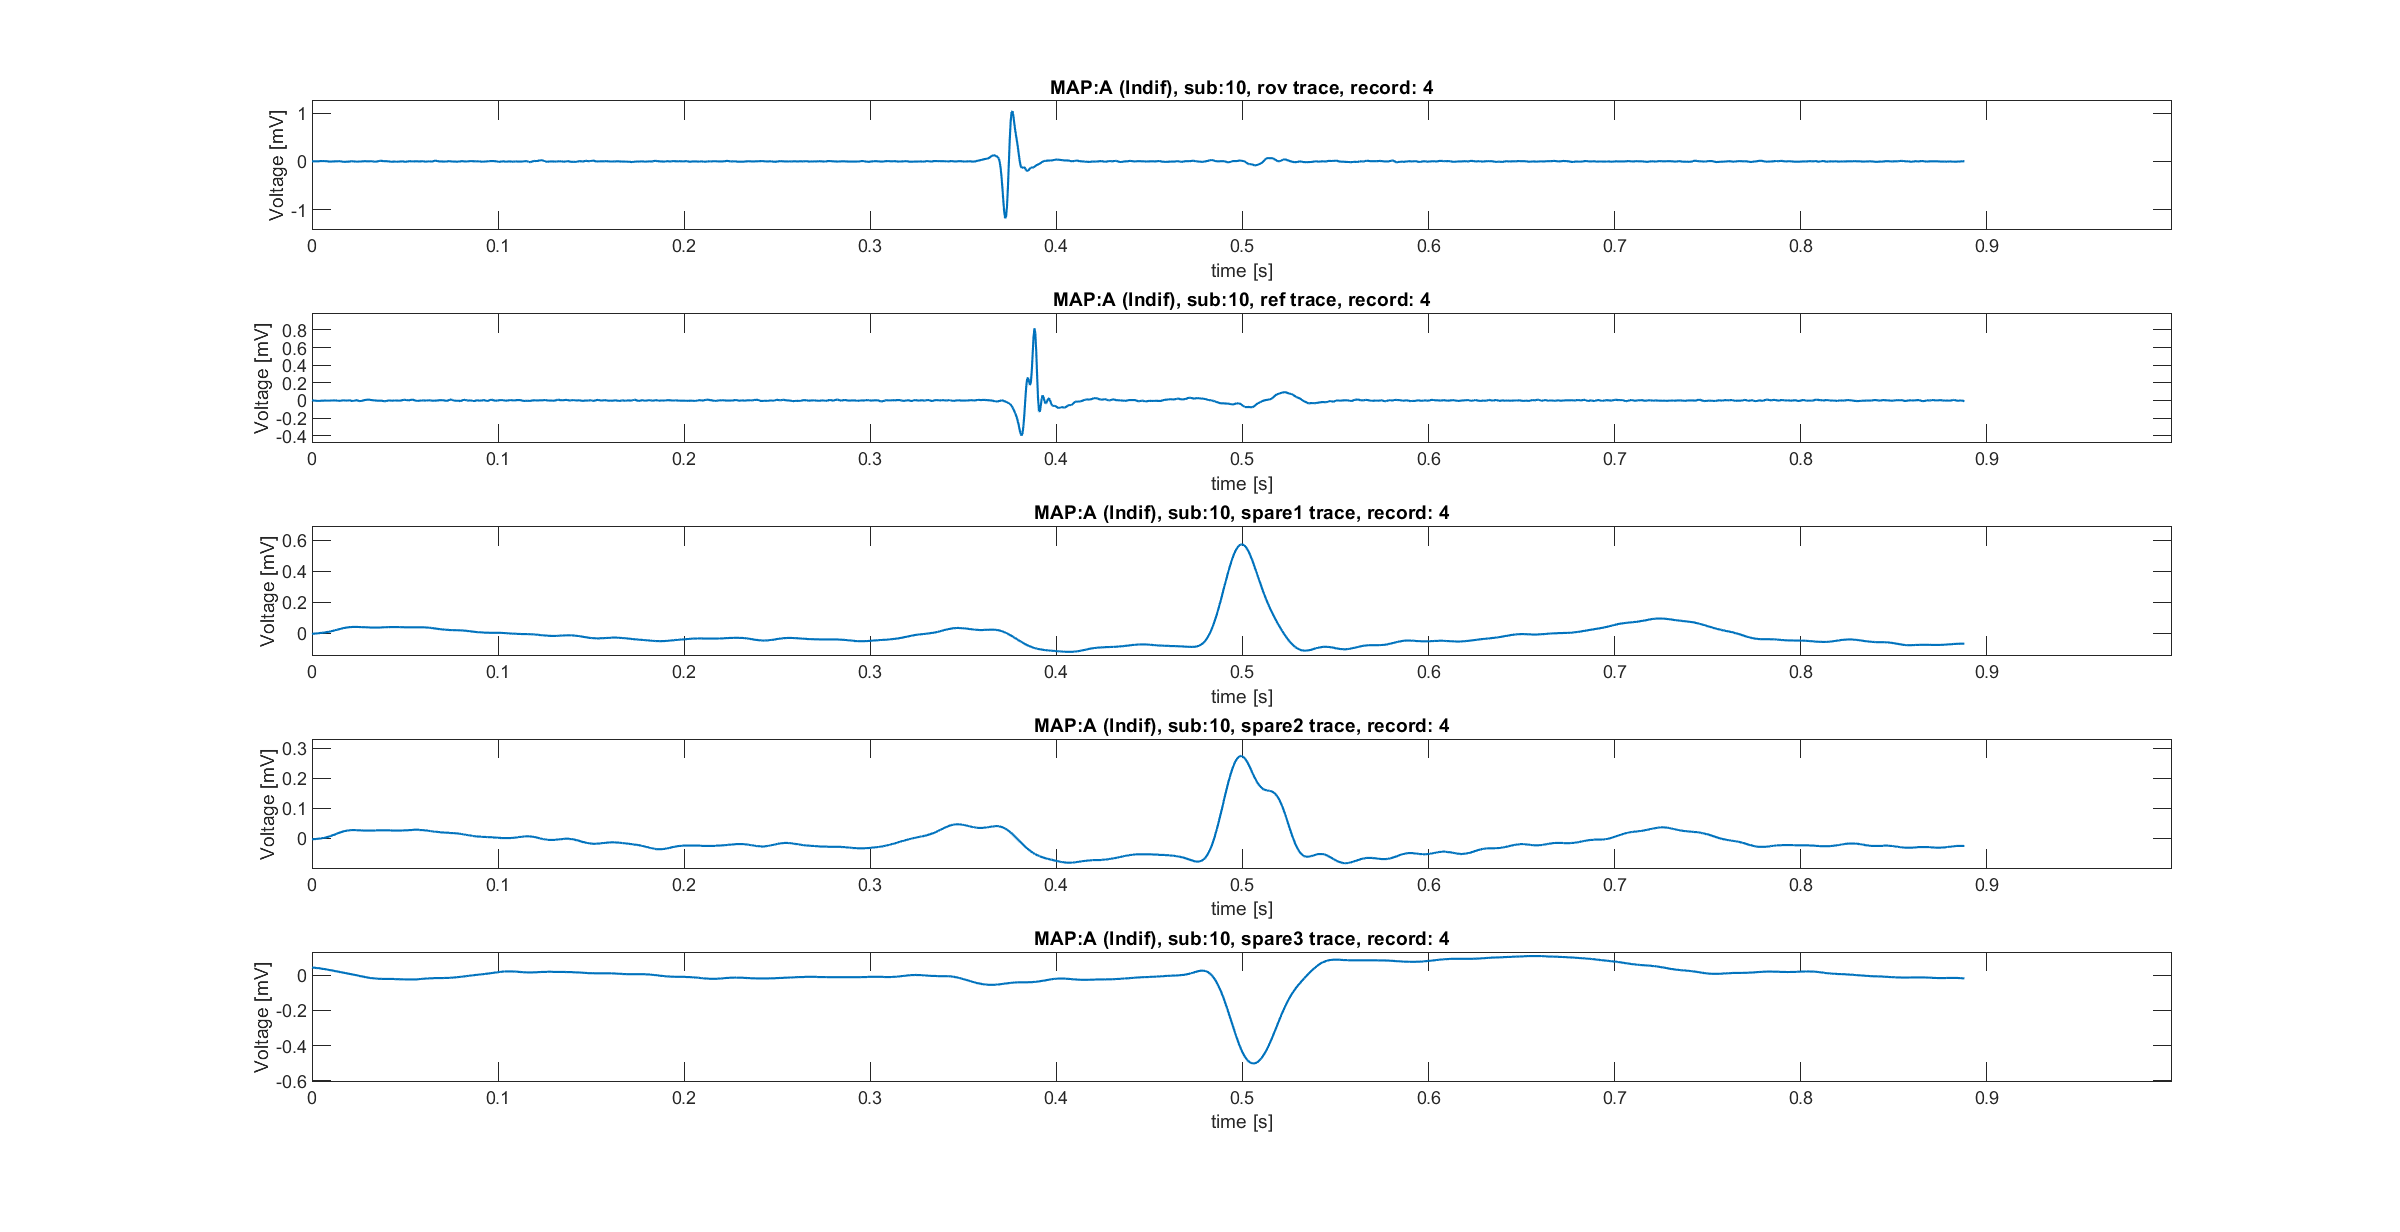 MAP:A (Indif), sub:10, rov trace, record: 4
Voltage [mV]
1
0
-1
0 0.1 0.2 0.3 0.4 0.5 0.6 0.7 0.8 0.9
time [s]
MAP:A (Indif), sub:10, ref trace, record: 4
Voltage [mV]
0.8
0.6
0.4
0.2
0
-0.2
-0.4
0 0.1 0.2 0.3 0.4 0.5 0.6 0.7 0.8 0.9
time [s]
MAP:A (Indif), sub:10, spare1 trace, record: 4
Voltage [mV]
0.6
0.4
0.2
0
0 0.1 0.2 0.3 0.4 0.5 0.6 0.7 0.8 0.9
time [s]
MAP:A (Indif), sub:10, spare2 trace, record: 4
Voltage [mV]
0.3
0.2
0.1
0
0 0.1 0.2 0.3 0.4 0.5 0.6 0.7 0.8 0.9
time [s]
MAP:A (Indif), sub:10, spare3 trace, record: 4
Voltage [mV]
0
-0.2
-0.4
-0.6
0 0.1 0.2 0.3 0.4 0.5 0.6 0.7 0.8 0.9
time [s]